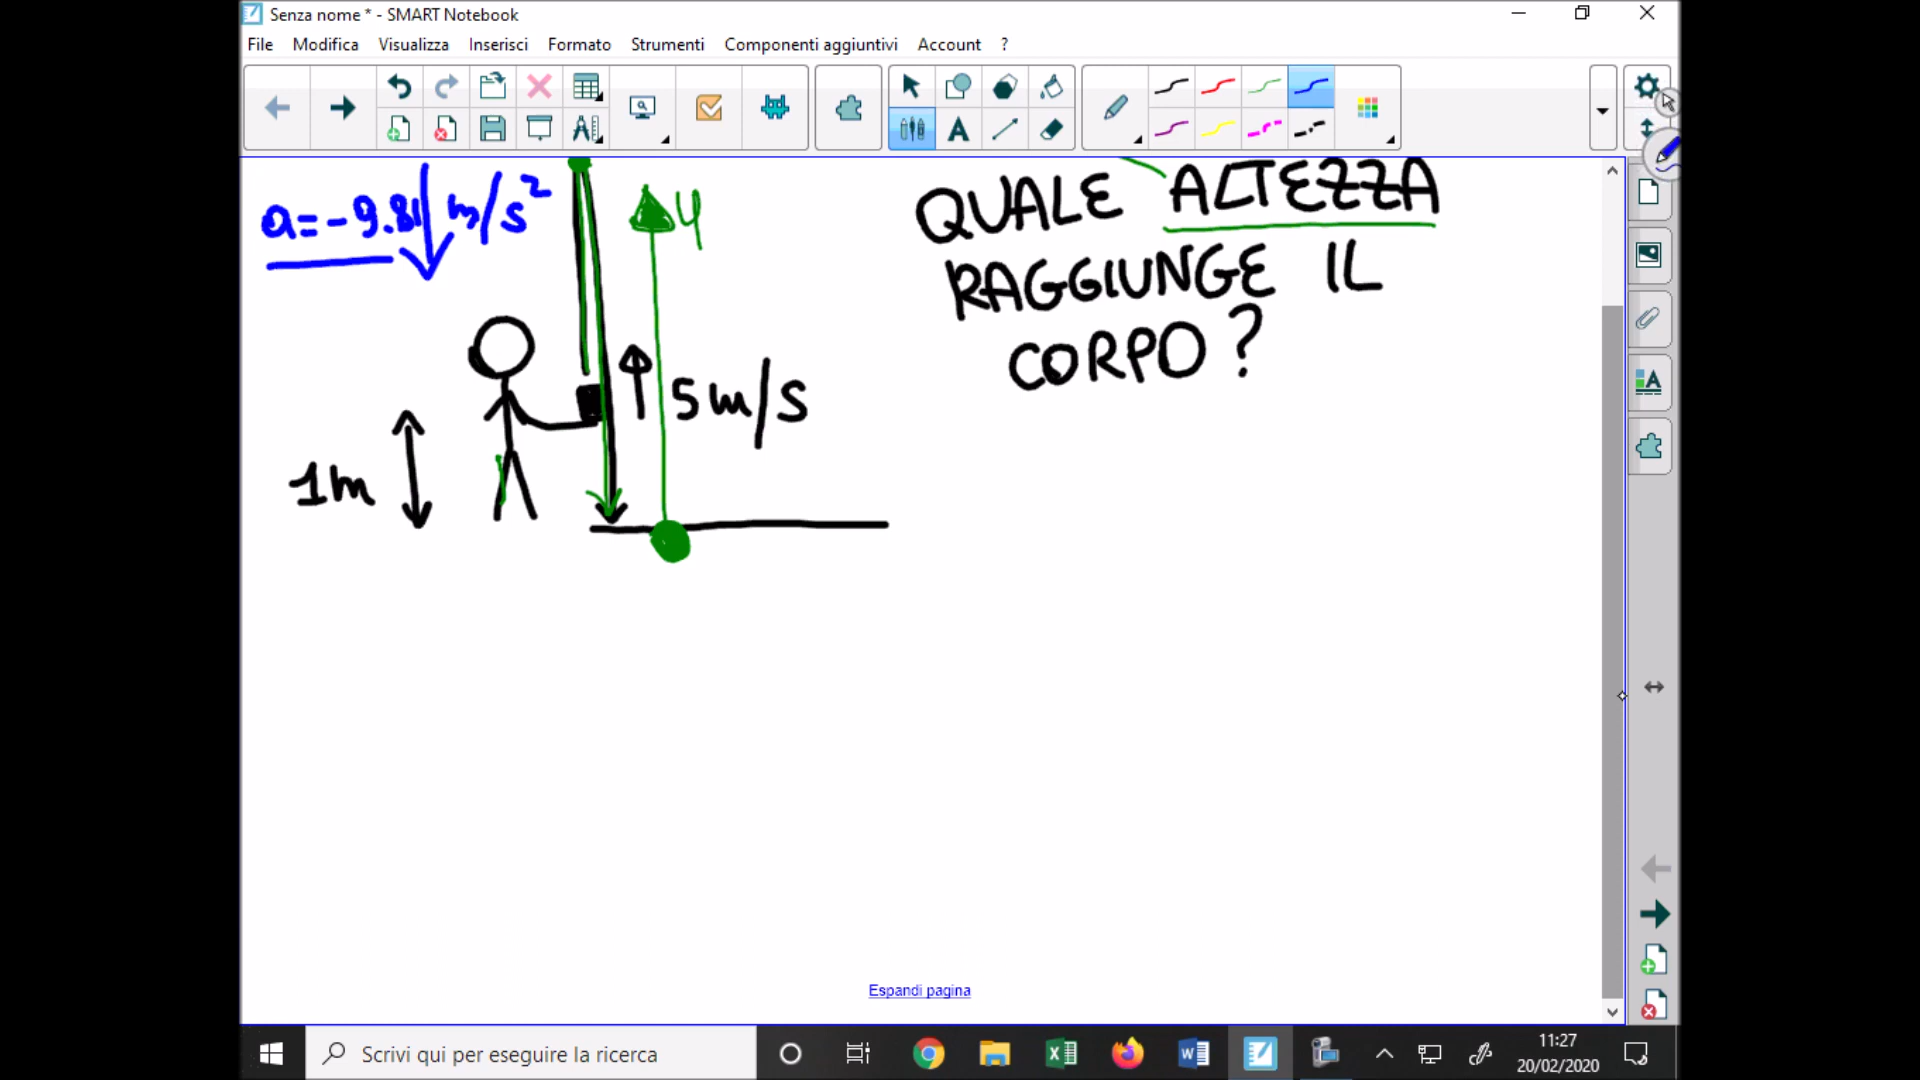 Senza nome * - SMART Notebook
File Modifica Visualizza Inserisci Formato Strumenti Componenti aggiuntivi Account ?
a=-9.81 m/s²
y
QUALE ALTEZZA
RAGGIUNGE IL
CORPO?
5m/s
1m
Espandi pagina
Scrivi qui per eseguire la ricerca
11:27
20/02/2020